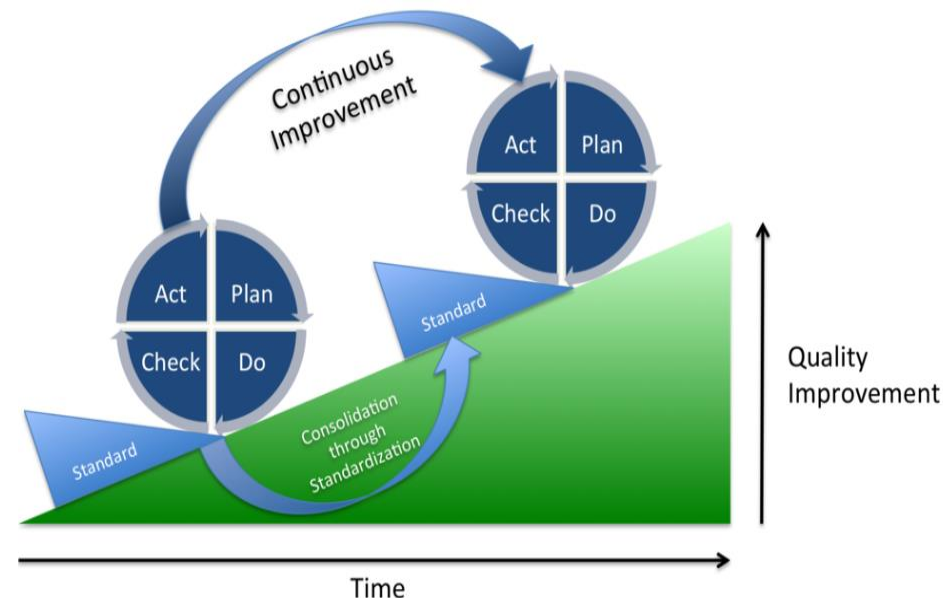 Continuous
Improvement
Act
Plan
Check
Do
Standard
Act
Plan
Check
Do
Standard
Consolidation
through
Standardization
Quality
Improvement
Time